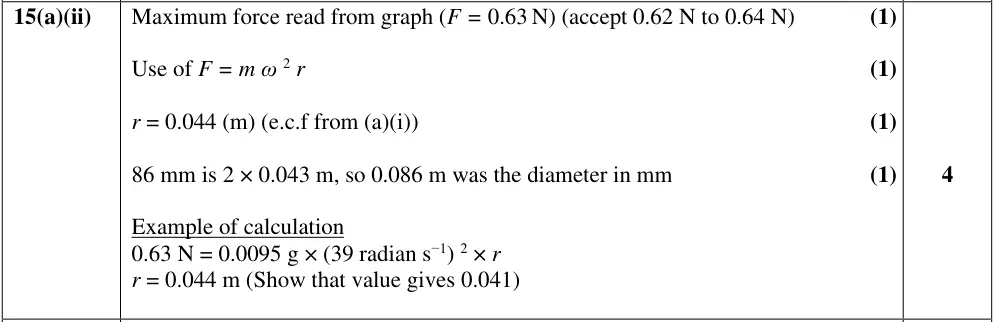 15(a)(ii) Maximum force read from graph (F = 0.63 N) (accept 0.62 N to 0.64 N) (1)
Use of F = m ω ² r (1)
r = 0.044 (m) (e.c.f from (a)(i)) (1)
86 mm is 2 × 0.043 m, so 0.086 m was the diameter in mm (1) 4
Example of calculation
0.63 N = 0.0095 g × (39 radian s⁻¹) ² × r
r = 0.044 m (Show that value gives 0.041)